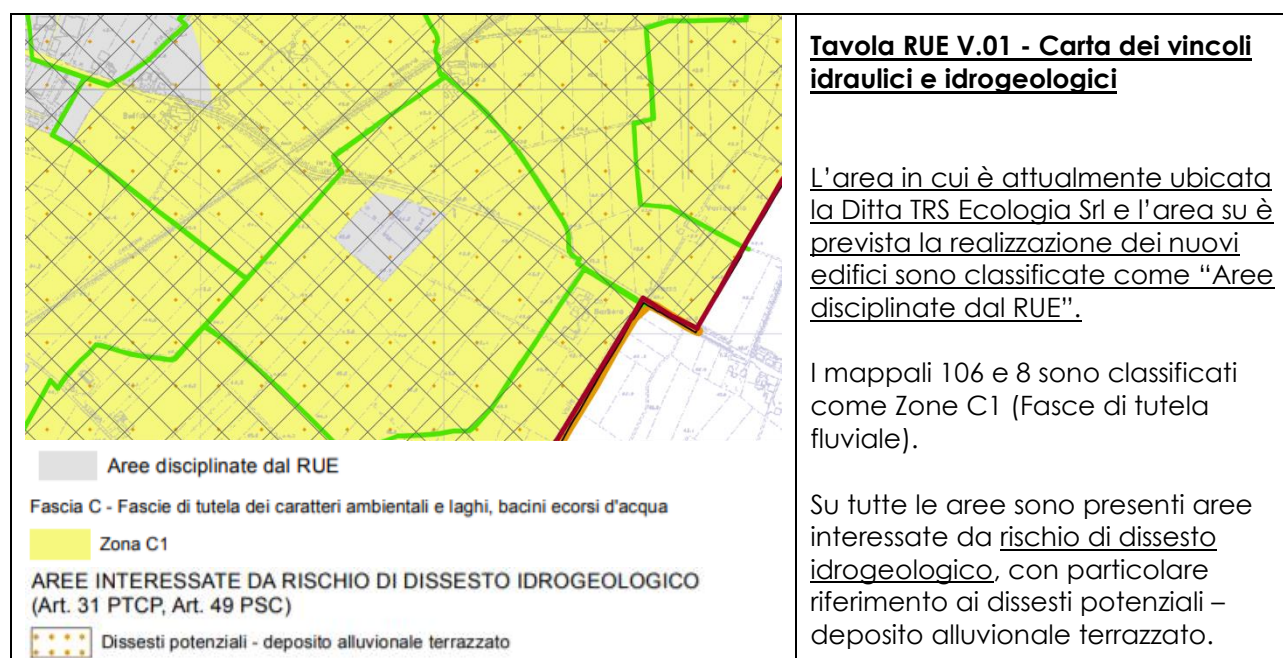 Tavola RUE V.01 - Carta dei vincoli
idraulici e idrogeologici
L’area in cui è attualmente ubicata
la Ditta TRS Ecologia Srl e l’area su è
prevista la realizzazione dei nuovi
edifici sono classificate come “Aree
disciplinate dal RUE”.
I mappali 106 e 8 sono classificati
come Zone C1 (Fasce di tutela
fluviale).
Su tutte le aree sono presenti aree
interessate da rischio di dissesto
idrogeologico, con particolare
riferimento ai dissesti potenziali –
deposito alluvionale terrazzato.
Aree disciplinate dal RUE
Fascia C - Fascie di tutela dei caratteri ambientali e laghi, bacini ecorsi d'acqua
Zona C1
AREE INTERESSATE DA RISCHIO DI DISSESTO IDROGEOLOGICO
(Art. 31 PTCP, Art. 49 PSC)
Dissesti potenziali - deposito alluvionale terrazzato